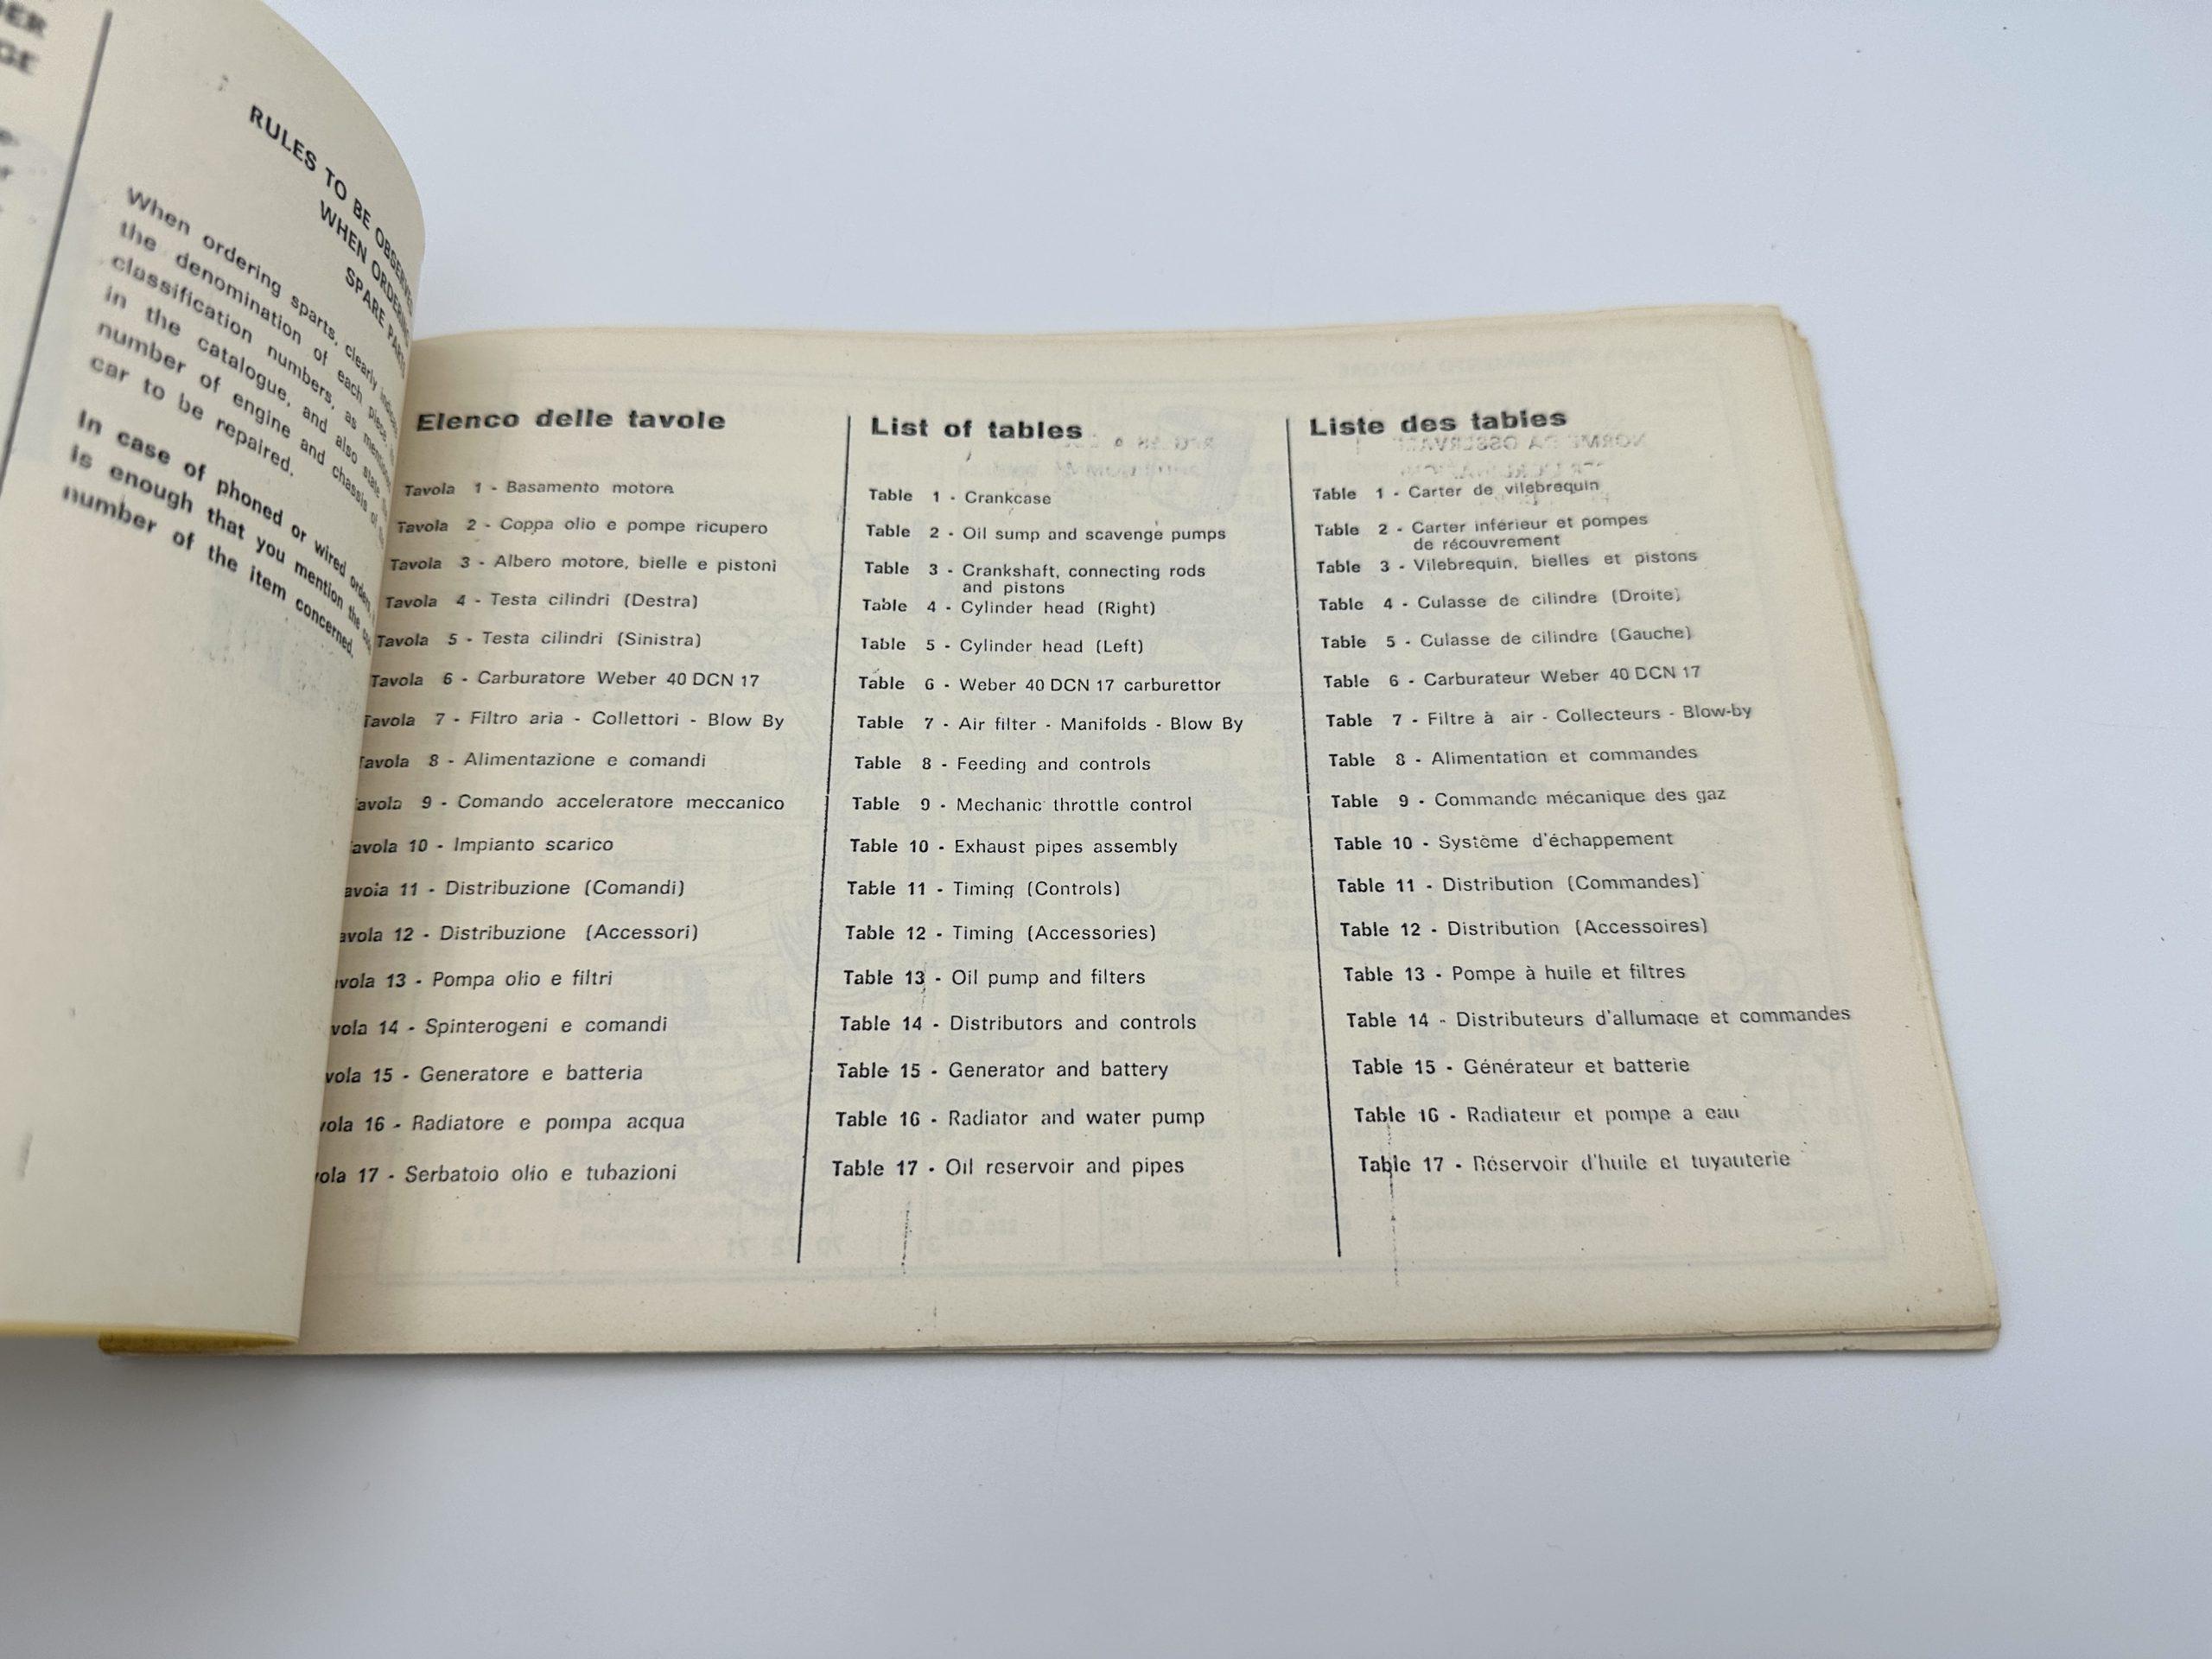 RULES TO BE OBSERVED
WHEN ORDERING
SPARE PARTS
When ordering sparts, clearly
the denomination of each piece,
classification numbers, as
in the catalogue, and also state
number of engine and chassis of
car to be repaired.
In case of phoned or wired
is enough that you mention the
number of the item concerned.
Elenco delle tavole
Tavola 1 - Basamento motore
Tavola 2 - Coppa olio e pompe ricupero
Tavola 3 - Albero motore, bielle e pistoni
Tavola 4 - Testa cilindri (Destra)
Tavola 5 - Testa cilindri (Sinistra)
Tavola 6 - Carburatore Weber 40 DCN 17
Tavola 7 - Filtro aria - Collettori - Blow By
avola 8 - Alimentazione e comandi
avola 9 - Comando acceleratore meccanico
avola 10 - Impianto scarico
avola 11 - Distribuzione (Comandi)
avola 12 - Distribuzione (Accessori)
vola 13 - Pompa olio e filtri
vola 14 - Spinterogeni e comandi
vola 15 - Generatore e batteria
vola 16 - Radiatore e pompa acqua
vola 17 - Serbatoio olio e tubazioni
List of tables
Table 1 - Crankcase
Table 2 - Oil sump and scavenge pumps
Table 3 - Crankshaft, connecting rods
and pistons
Table 4 - Cylinder head (Right)
Table 5 - Cylinder head (Left)
Table 6 - Weber 40 DCN 17 carburettor
Table 7 - Air filter - Manifolds - Blow By
Table 8 - Feeding and controls
Table 9 - Mechanic throttle control
Table 10 - Exhaust pipes assembly
Table 11 - Timing (Controls)
Table 12 - Timing (Accessories)
Table 13 - Oil pump and filters
Table 14 - Distributors and controls
Table 15 - Generator and battery
Table 16 - Radiator and water pump
Table 17 - Oil reservoir and pipes
Liste des tables
Table 1 - Carter de vilebrequin
Table 2 - Carter inférieur et pompes
de récouvrement
Table 3 - Vilebrequin, bielles et pistons
Table 4 - Culasse de cilindre (Droite)
Table 5 - Culasse de cilindre (Gauche)
Table 6 - Carburateur Weber 40 DCN 17
Table 7 - Filtre à air - Collecteurs - Blow-by
Table 8 - Alimentation et commandes
Table 9 - Commande mécanique des gaz
Table 10 - Système d'échappement
Table 11 - Distribution (Commandes)
Table 12 - Distribution (Accessoires)
Table 13 - Pompe à huile et filtres
Table 14 - Distributeurs d'allumage et commandes
Table 15 - Générateur et batterie
Table 16 - Radiateur et pompe a eau
Table 17 - Réservoir d'huile et tuyauterie